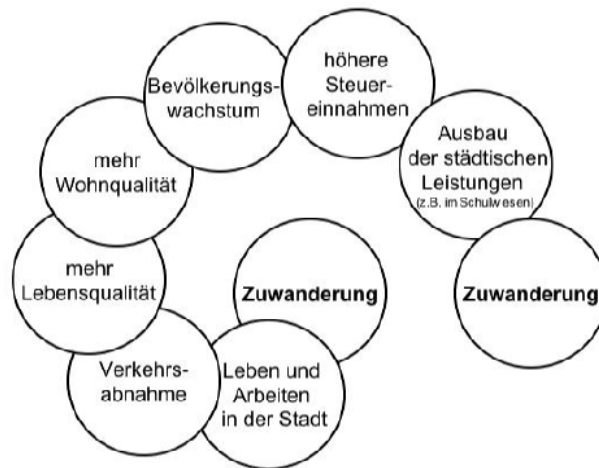 Bevölkerungs-
wachstum
höhere
Steuer-
einnahmen
Ausbau
der städtischen
Leistungen
(z.B. im Schulwesen)
mehr
Wohnqualität
mehr
Lebensqualität
Zuwanderung
Zuwanderung
Verkehrs-
abnahme
Leben und
Arbeiten
in der Stadt